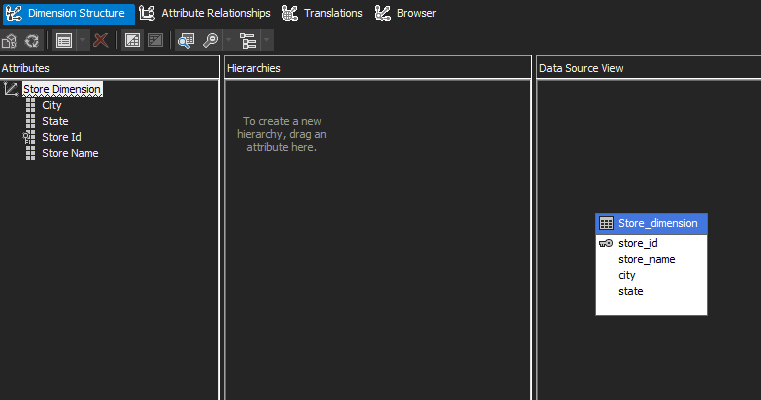 Dimension Structure Attribute Relationships Translations Browser
Attributes
Store Dimension
City
State
Store Id
Store Name
Hierarchies
To create a new
hierarchy, drag an
attribute here.
Data Source View
Store_dimension
store_id
store_name
city
state